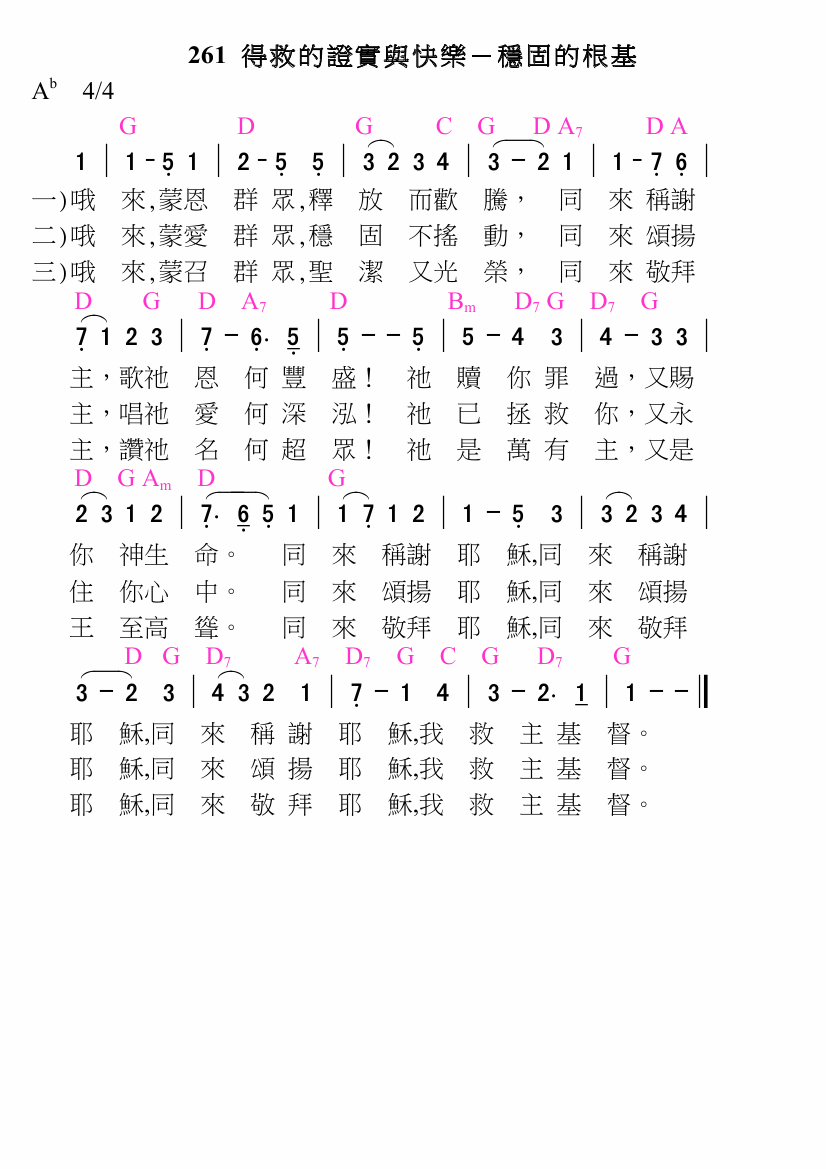 261 得救的證實與快樂－穩固的根基
Ab 4/4
G D G C G D A7 D A
1 | 1 - 5 1 | 2 - 5 5 | 3 2 3 4 | 3 - 2 1 | 1 - 7 6 |
一)哦 來,蒙恩 群 眾,釋 放 而歡 騰， 同 來 稱謝
二)哦 來,蒙愛 群 眾,穩 固 不搖 動， 同 來 頌揚
三)哦 來,蒙召 群 眾,聖 潔 又光 榮， 同 來 敬拜
D G D A7 D Bm D7 G D7 G
7 1 2 3 | 7 - 6. 5 | 5 - - 5 | 5 - 4 3 | 4 - 3 3 |
主，歌祂 恩 何 豐 盛！ 祂 贖 你 罪 過，又賜
主，唱祂 愛 何 深 泓！ 祂 已 拯 救 你，又永
主，讚祂 名 何 超 眾！ 祂 是 萬 有 主，又是
D G Am D G
2 3 1 2 | 7. 6 5 1 | 1 7 1 2 | 1 - 5 3 | 3 2 3 4 |
你 神生 命。 同 來 稱謝 耶 穌,同 來 稱謝
住 你心 中。 同 來 頌揚 耶 穌,同 來 頌揚
王 至高 聳。 同 來 敬拜 耶 穌,同 來 敬拜
D G D7 A7 D7 G C G D7 G
3 - 2 3 | 4 3 2 1 | 7 - 1 4 | 3 - 2. 1 | 1 - - ‖
耶 穌,同 來 稱 謝 耶 穌,我 救 主 基 督。
耶 穌,同 來 頌 揚 耶 穌,我 救 主 基 督。
耶 穌,同 來 敬 拜 耶 穌,我 救 主 基 督。